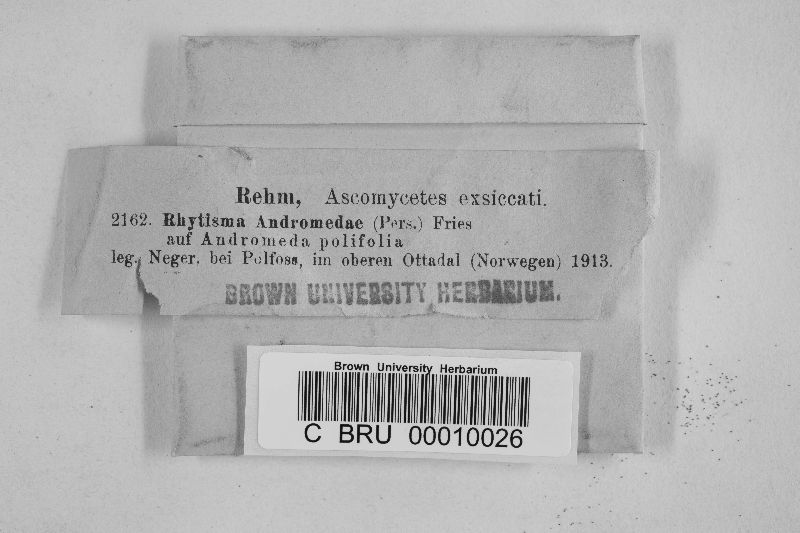 Rehm, Ascomycetes exsiccati.
2162. Rhytisma Andromedae (Pers.) Fries
auf Andromeda polifolia
leg. Neger, bei Polfoss, im oberen Ottadal (Norwegen) 1913.
BROWN UNIVERSITY HERBARIUM.
Brown University Herbarium
C BRU 00010026